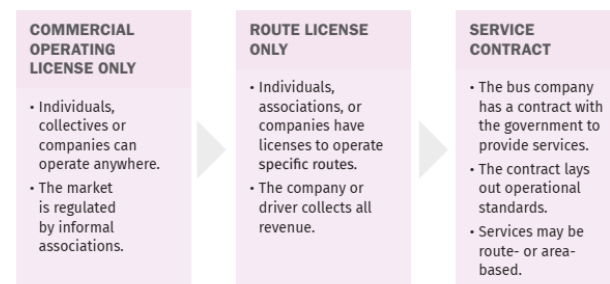 COMMERCIAL
OPERATING
LICENSE ONLY
• Individuals,
collectives or
companies can
operate anywhere.
• The market
is regulated
by informal
associations.
ROUTE LICENSE
ONLY
• Individuals,
associations, or
companies have
licenses to operate
specific routes.
• The company or
driver collects all
revenue.
SERVICE
CONTRACT
• The bus company
has a contract with
the government to
provide services.
• The contract lays
out operational
standards.
• Services may be
route- or area-
based.